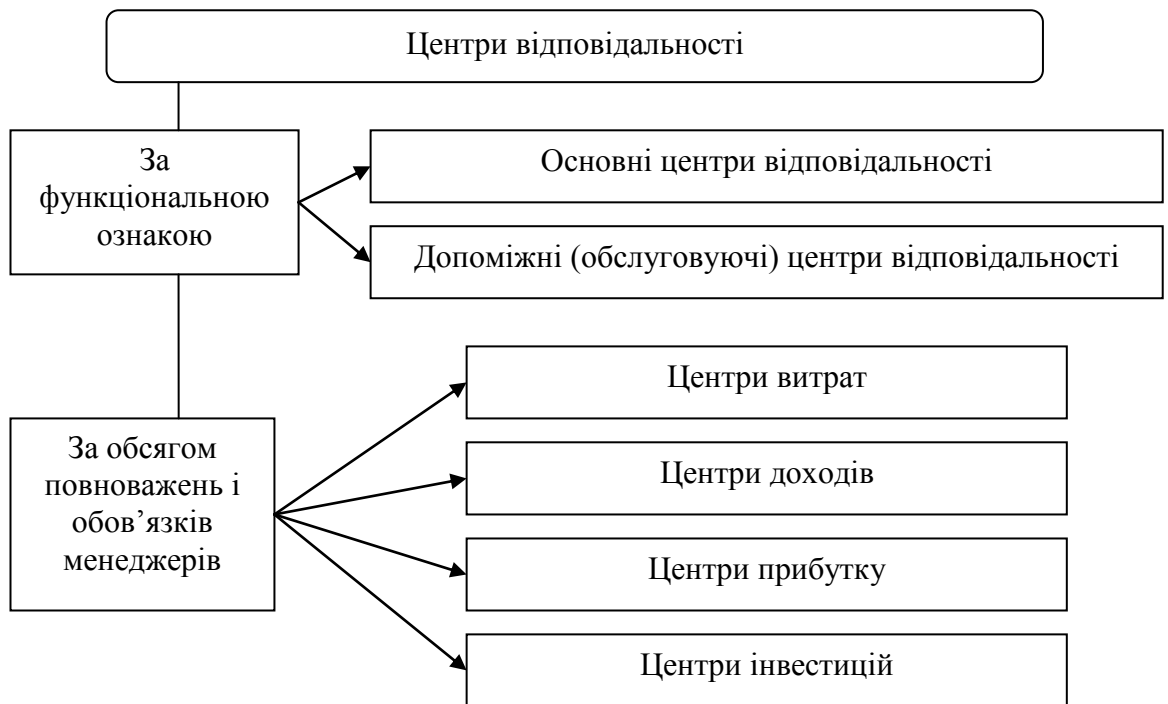 Центри відповідальності
За
функціональною
ознакою
Основні центри відповідальності
Допоміжні (обслуговуючі) центри відповідальності
За обсягом
повноважень і
обов’язків
менеджерів
Центри витрат
Центри доходів
Центри прибутку
Центри інвестицій